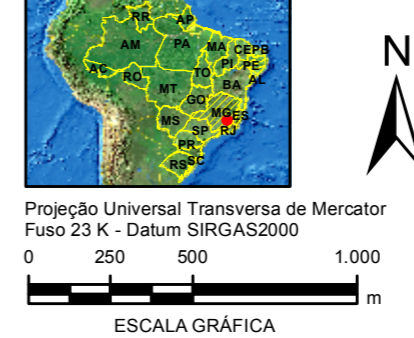 RR AP
AM PA MA CE PB
AC RO TO PI PE
AL
MT BA
GO
MS MG ES
SP RJ
PR
SC
RS
N
Projeção Universal Transversa de Mercator
Fuso 23 K - Datum SIRGAS2000
0 250 500 1.000
m
ESCALA GRÁFICA